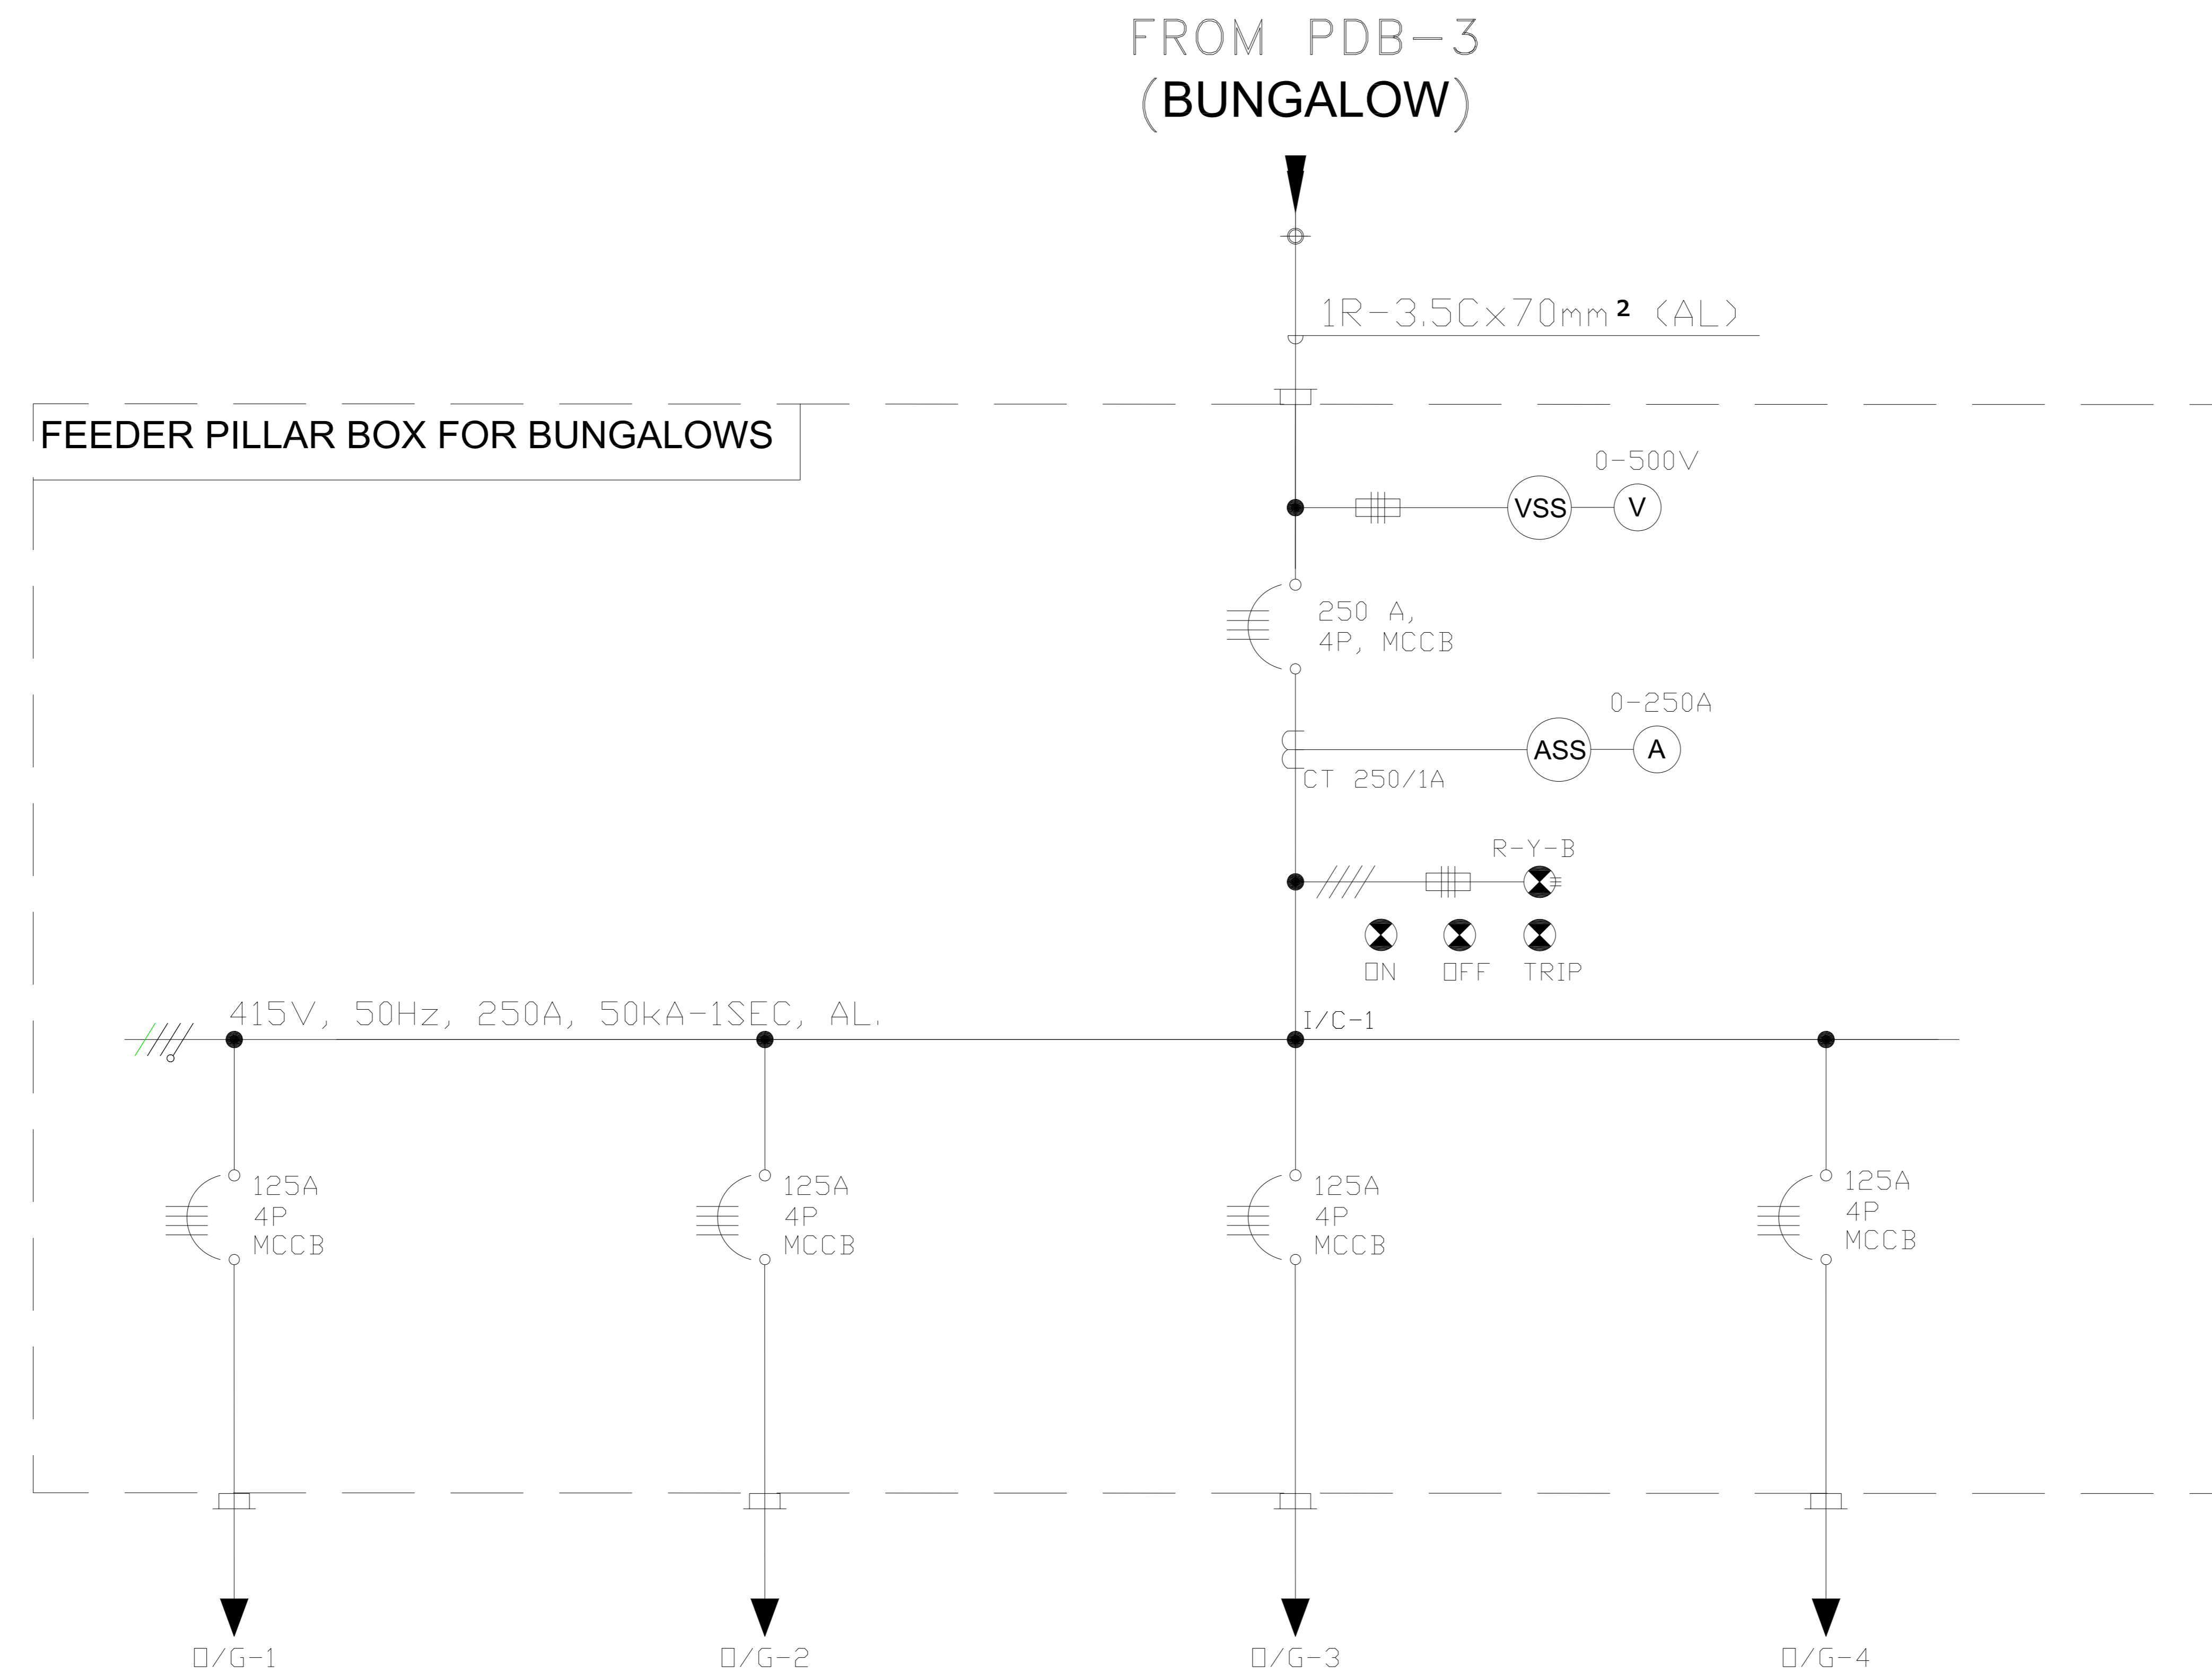 FROM PDB-3
(BUNGALOW)
1R-3.5Cx70mm² (AL)
FEEDER PILLAR BOX FOR BUNGALOWS
0-500V
VSS
V
250 A,
4P, MCCB
0-250A
ASS
A
CT 250/1A
R-Y-B
ON
OFF
TRIP
415V, 50Hz, 250A, 50kA-1SEC, AL.
I/C-1
125A
4P
MCCB
125A
4P
MCCB
125A
4P
MCCB
125A
4P
MCCB
O/G-1
O/G-2
O/G-3
O/G-4